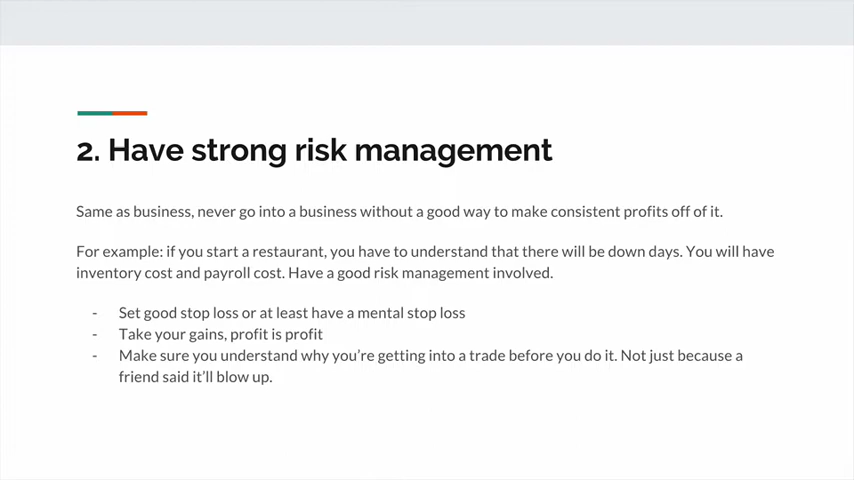 2. Have strong risk management
Same as business, never go into a business without a good way to make consistent profits off of it.
For example: if you start a restaurant, you have to understand that there will be down days. You will have
inventory cost and payroll cost. Have a good risk management involved.
- Set good stop loss or at least have a mental stop loss
- Take your gains, profit is profit
- Make sure you understand why you’re getting into a trade before you do it. Not just because a
friend said it’ll blow up.